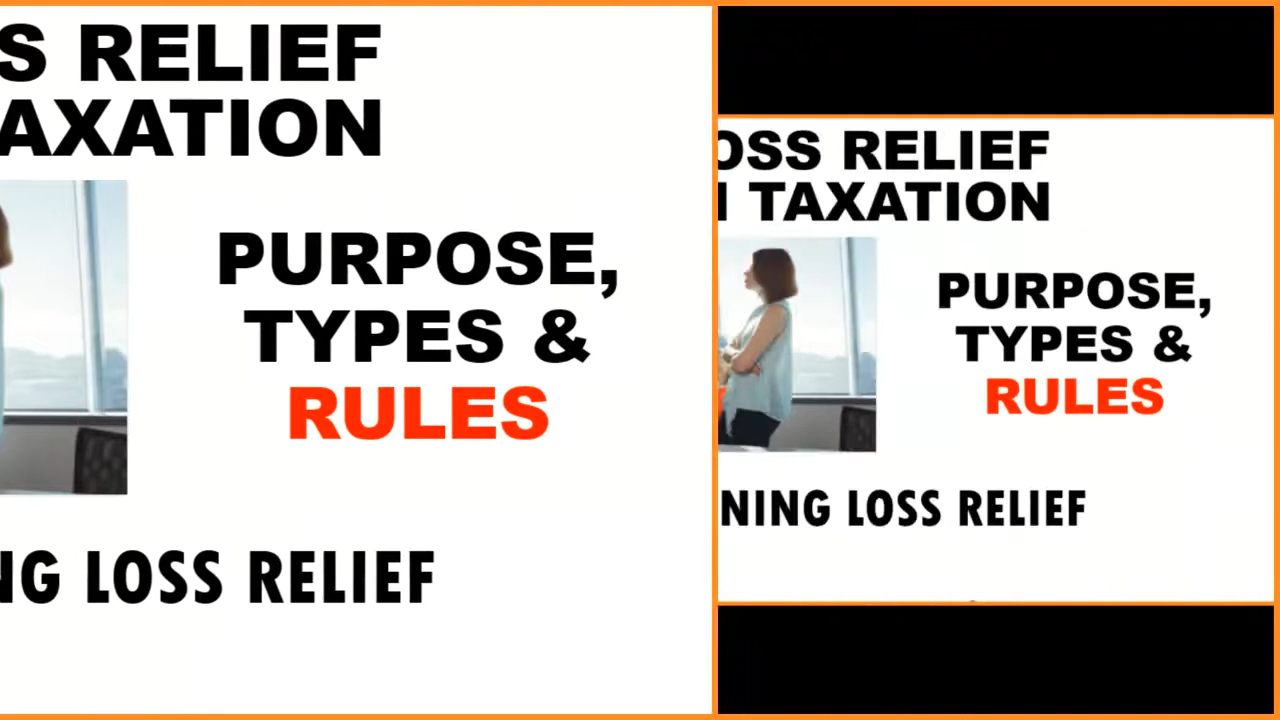 S RELIEF
AXATION
PURPOSE,
TYPES &
RULES
NG LOSS RELIEF
OSS RELIEF
N TAXATION
PURPOSE,
TYPES &
RULES
NING LOSS RELIEF